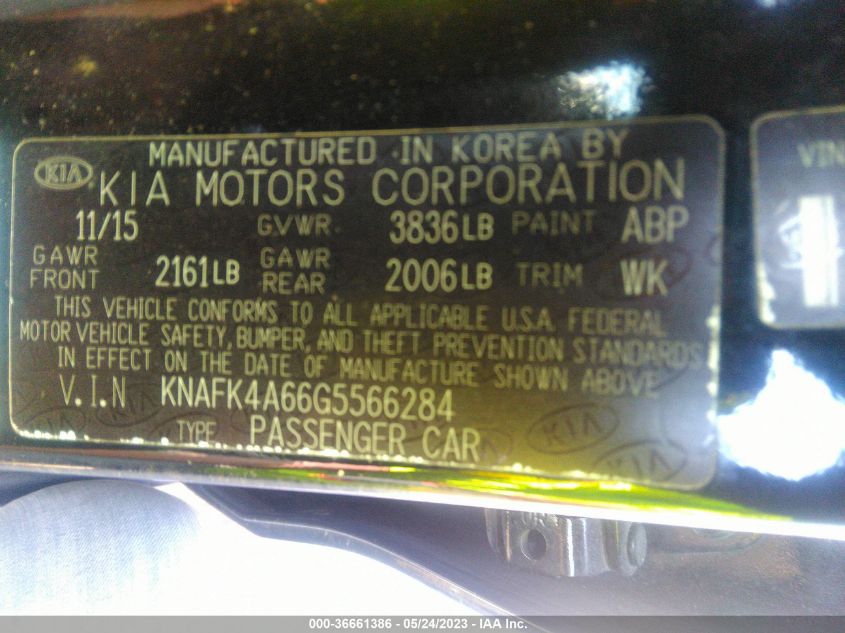 MANUFACTURED IN KOREA BY
KIA KIA MOTORS CORPORATION
11/15 GVWR 3836LB PAINT ABP
GAWR FRONT 2161LB GAWR REAR 2006LB TRIM WK
THIS VEHICLE CONFORMS TO ALL APPLICABLE U.S.A. FEDERAL
MOTOR VEHICLE SAFETY, BUMPER, AND THEFT PREVENTION STANDARDS
IN EFFECT ON THE DATE OF MANUFACTURE SHOWN ABOVE
V.I.N KNAFK4A66G5566284
TYPE PASSENGER CAR
KIA
KIA
VIN
000-36661386 - 05/24/2023 - IAA Inc.